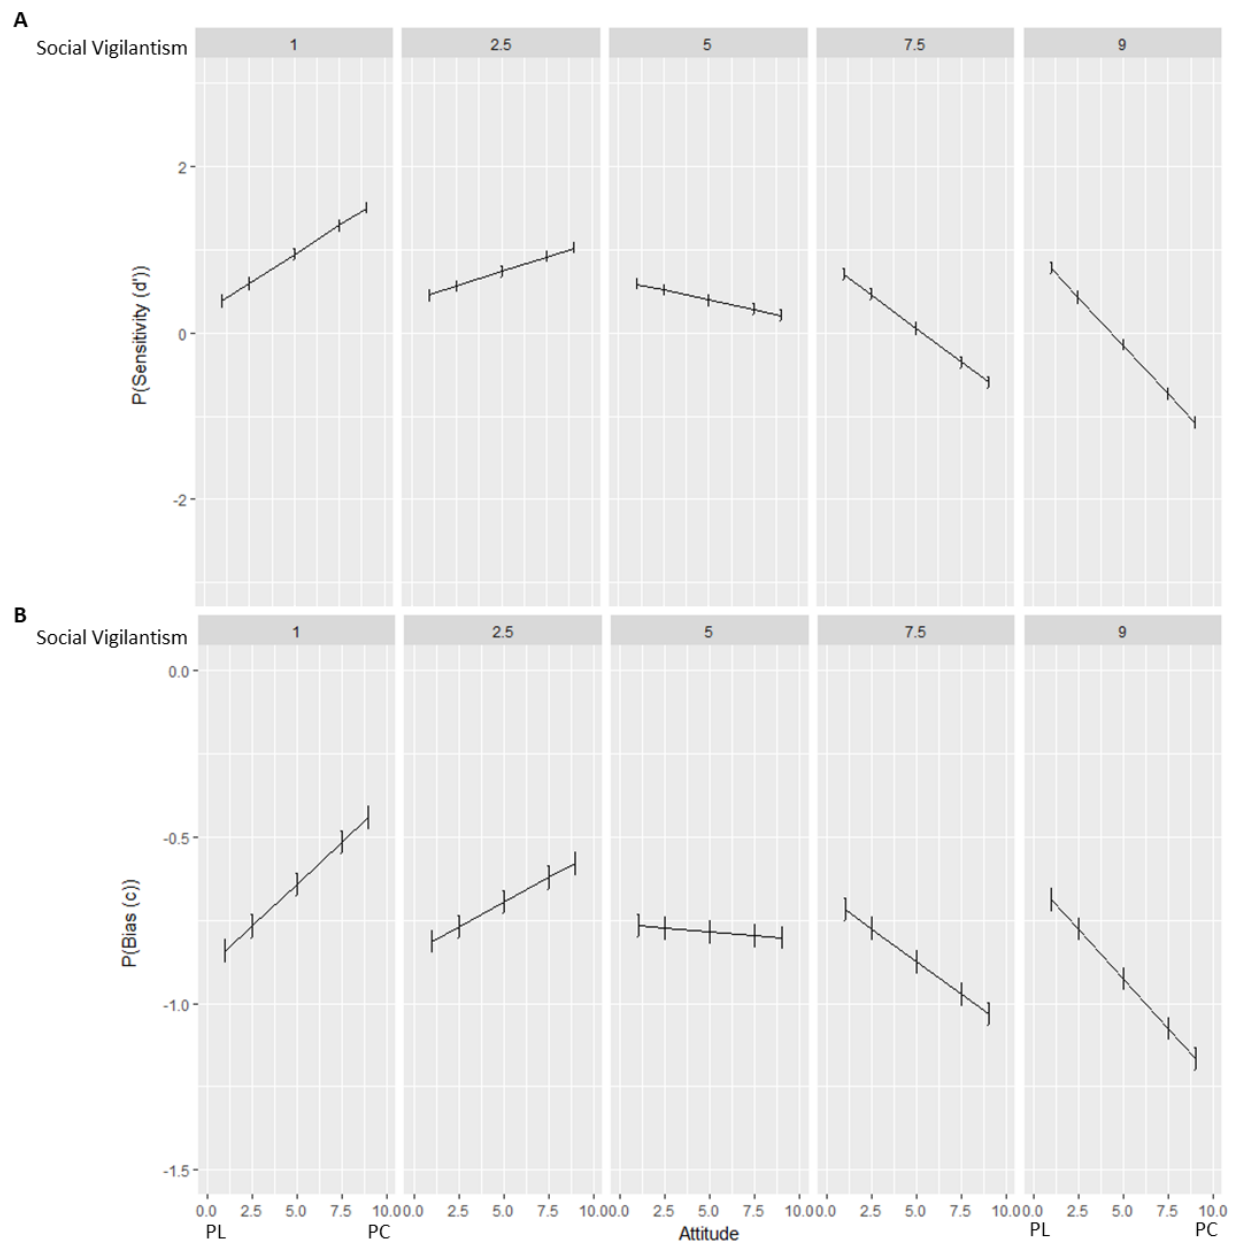 A
Social Vigilantism 1 2.5 5 7.5 9
2
0
-2
P(Sensitivity (d'))
B
Social Vigilantism 1 2.5 5 7.5 9
0.0
-0.5
-1.0
-1.5
P(Bias (c))
0.0 2.5 5.0 7.5 10.0 0.0 2.5 5.0 7.5 10.0 0.0 2.5 5.0 7.5 10.0 0.0 2.5 5.0 7.5 10.0 0.0 2.5 5.0 7.5 10.0
PL PC Attitude PL PC